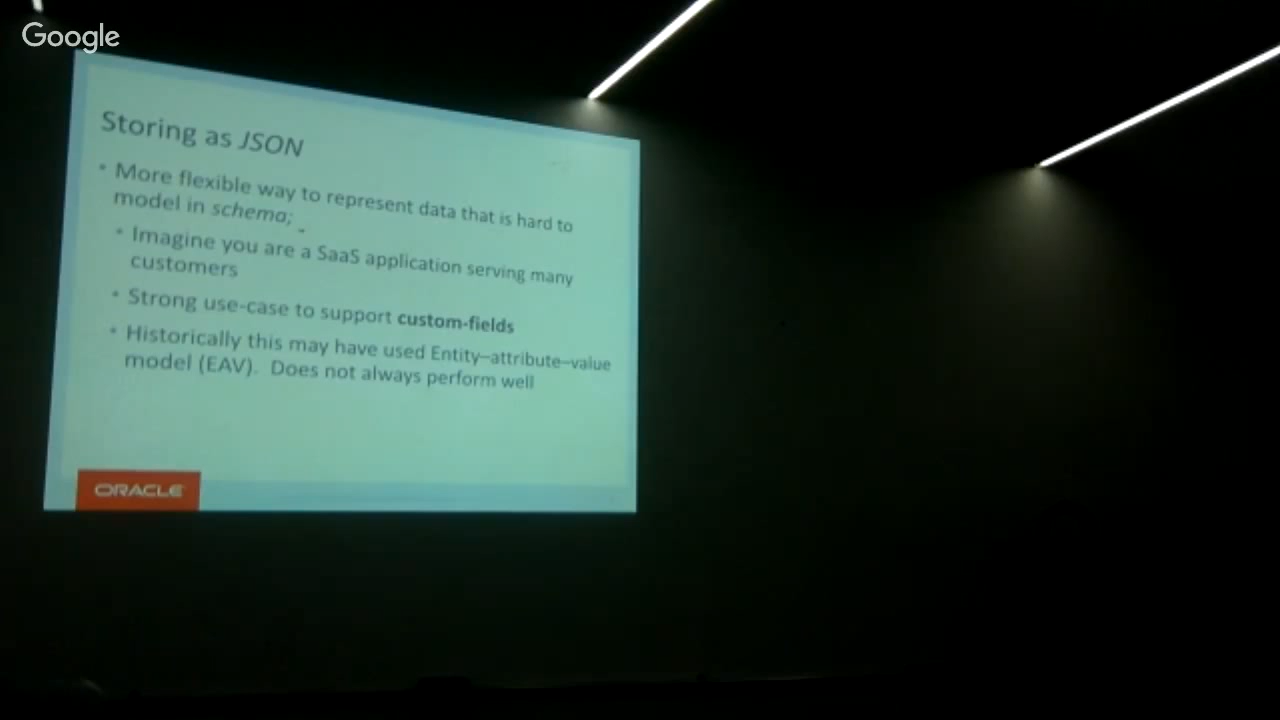 Google
Storing as JSON
• More flexible way to represent data that is hard to
model in schema;
• Imagine you are a SaaS application serving many
customers
• Strong use-case to support custom-fields
• Historically this may have used Entity–attribute–value
model (EAV). Does not always perform well
ORACLE